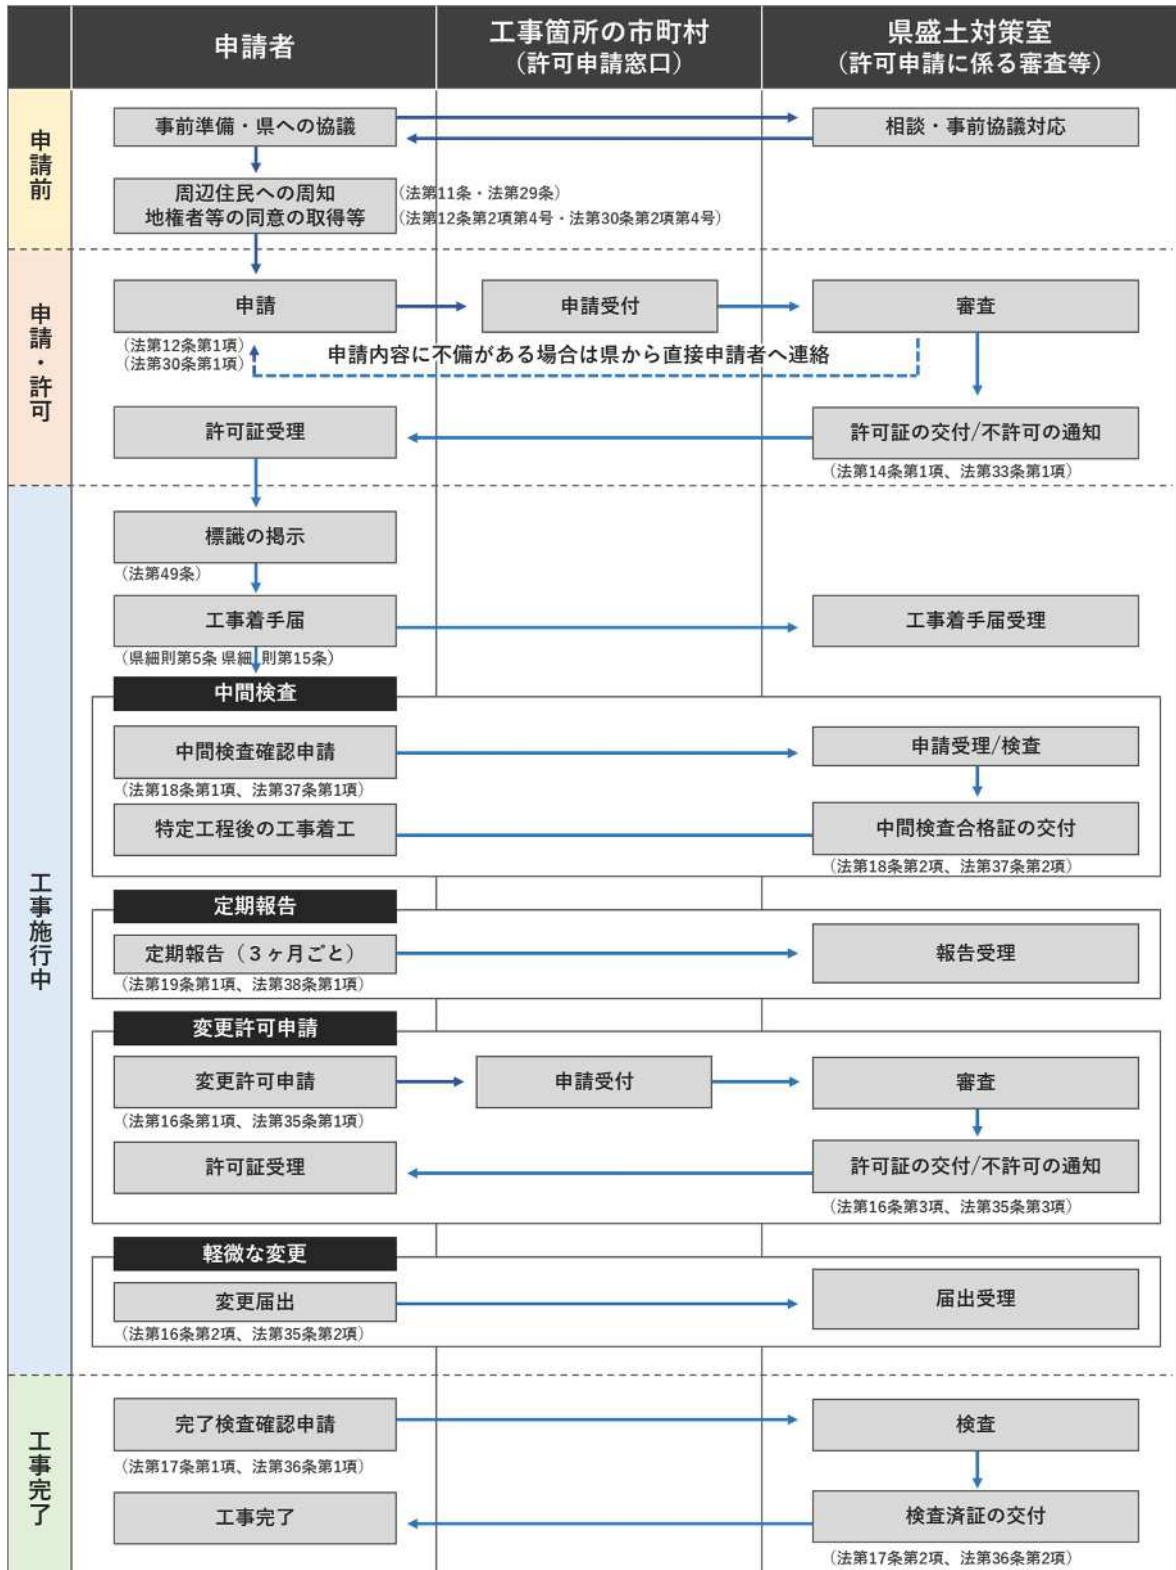 申請者
工事箇所の市町村
（許可申請窓口）
県盛土対策室
（許可申請に係る審査等）
申請前
事前準備・県への協議
相談・事前協議対応
周辺住民への周知
地権者等の同意の取得等
（法第11条・法第29条）
（法第12条第2項第4号・法第30条第2項第4号）
申請・許可
申請
申請受付
審査
（法第12条第1項）
（法第30条第1項）
申請内容に不備がある場合は県から直接申請者へ連絡
許可証受理
許可証の交付/不許可の通知
（法第14条第1項、法第33条第1項）
工事施行中
標識の掲示
（法第49条）
工事着手届
工事着手届受理
（県細則第5条 県細則第15条）
中間検査
中間検査確認申請
申請受理/検査
（法第18条第1項、法第37条第1項）
特定工程後の工事着工
中間検査合格証の交付
（法第18条第2項、法第37条第2項）
定期報告
定期報告（３ヶ月ごと）
報告受理
（法第19条第1項、法第38条第1項）
変更許可申請
変更許可申請
申請受付
審査
（法第16条第1項、法第35条第1項）
許可証受理
許可証の交付/不許可の通知
（法第16条第3項、法第35条第3項）
軽微な変更
変更届出
届出受理
（法第16条第2項、法第35条第2項）
工事完了
完了検査確認申請
検査
（法第17条第1項、法第36条第1項）
工事完了
検査済証の交付
（法第17条第2項、法第36条第2項）